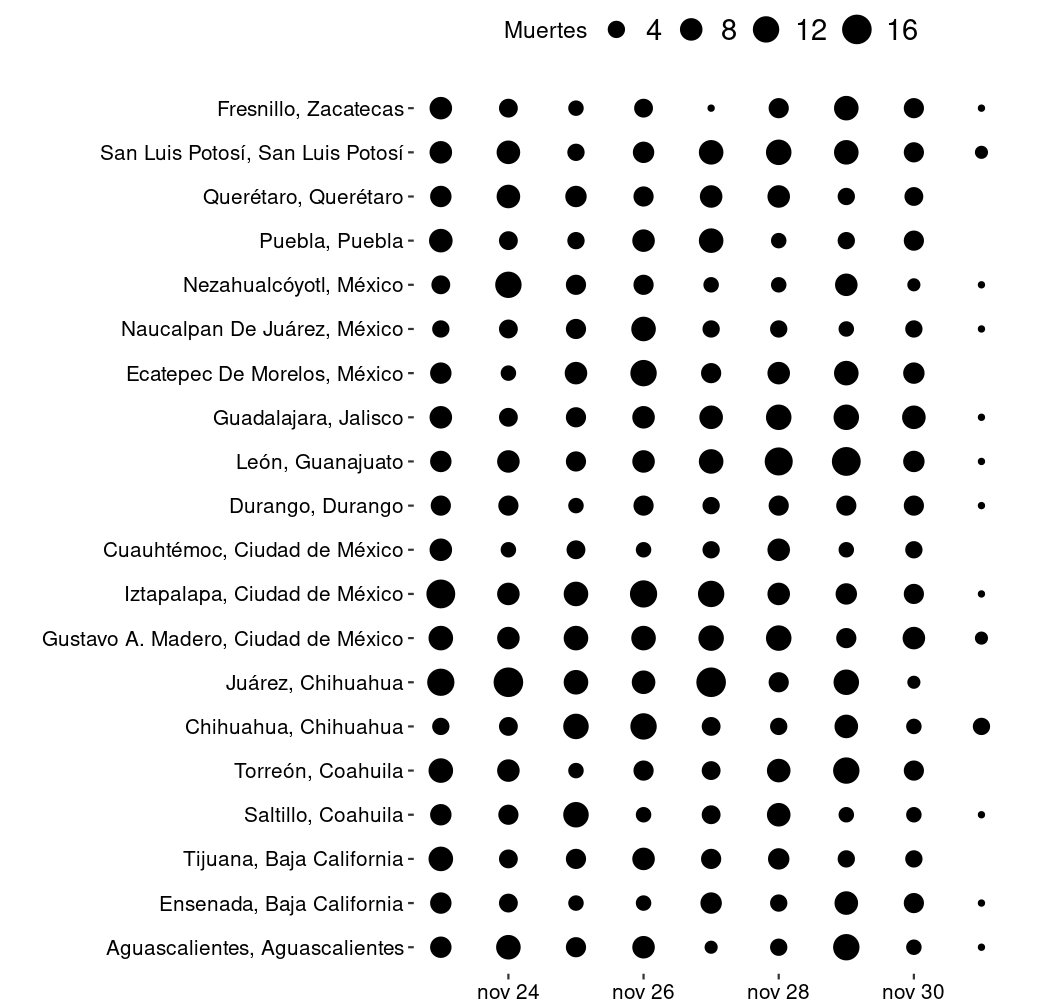 Muertes 4 8 12 16
Fresnillo, Zacatecas
San Luis Potosí, San Luis Potosí
Querétaro, Querétaro
Puebla, Puebla
Nezahualcóyotl, México
Naucalpan De Juárez, México
Ecatepec De Morelos, México
Guadalajara, Jalisco
León, Guanajuato
Durango, Durango
Cuauhtémoc, Ciudad de México
Iztapalapa, Ciudad de México
Gustavo A. Madero, Ciudad de México
Juárez, Chihuahua
Chihuahua, Chihuahua
Torreón, Coahuila
Saltillo, Coahuila
Tijuana, Baja California
Ensenada, Baja California
Aguascalientes, Aguascalientes
nov 24 nov 26 nov 28 nov 30